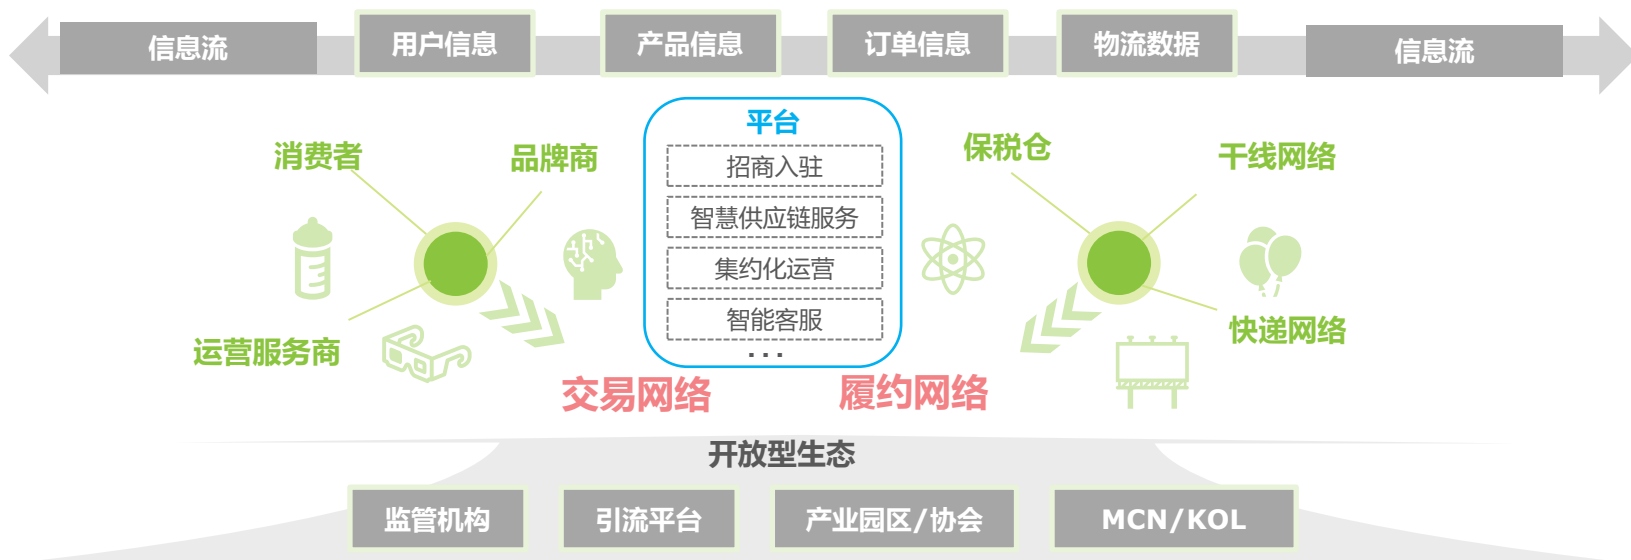 信息流
用户信息
产品信息
订单信息
物流数据
信息流
平台
招商入驻
智慧供应链服务
集约化运营
智能客服
...
消费者
品牌商
运营服务商
保税仓
干线网络
快递网络
交易网络
履约网络
开放型生态
监管机构
引流平台
产业园区/协会
MCN/KOL